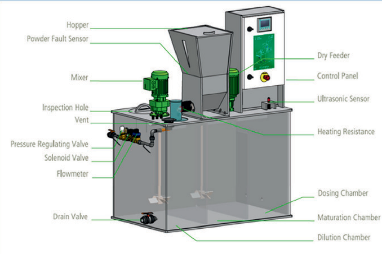 Hopper
Powder Fault Sensor
Mixer
Inspection Hole
Vent
Pressure Regulating Valve
Solenoid Valve
Flowmeter
Drain Valve
Dry Feeder
Control Panel
Ultrasonic Sensor
Heating Resistance
Dosing Chamber
Maturation Chamber
Dilution Chamber